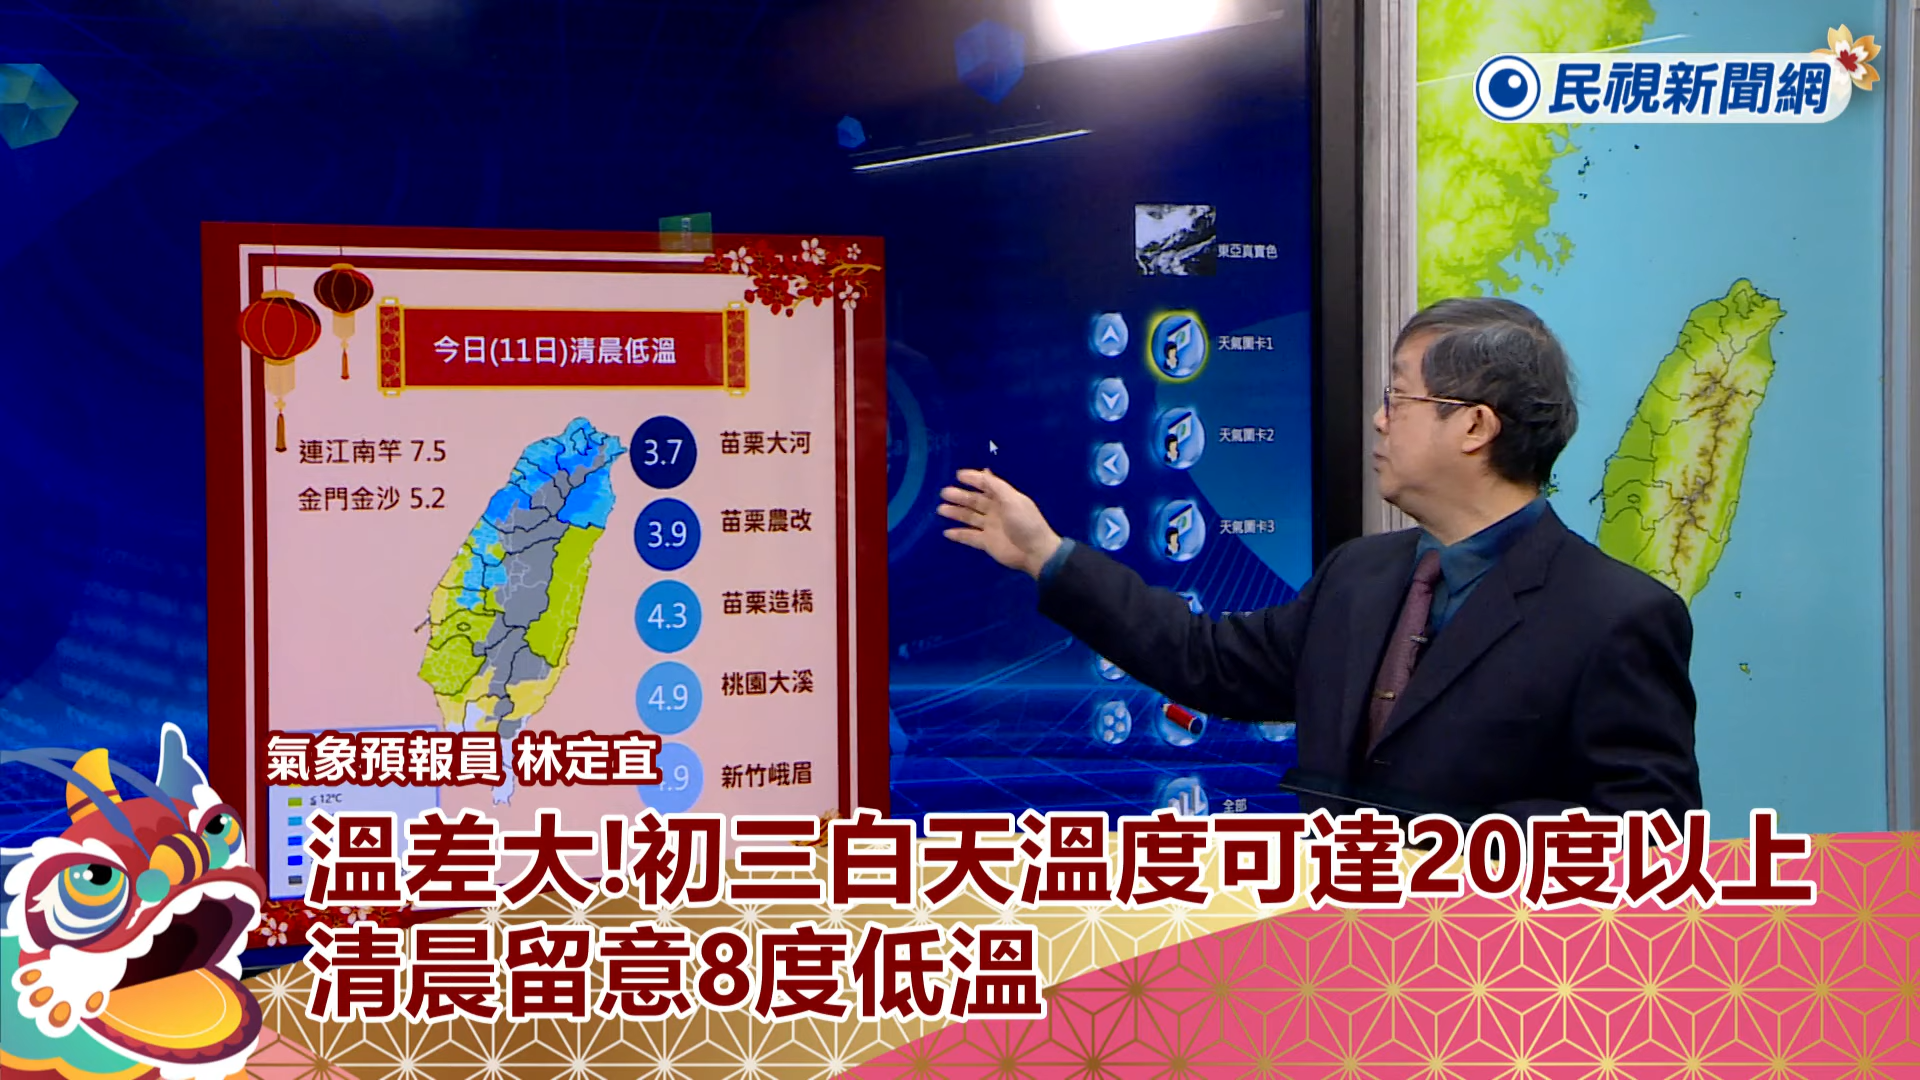 民視新聞網
東亞真實色
今日(11日)清晨低溫
天氣圖卡1
連江南竿 7.5
金門金沙 5.2
3.7 苗栗大河
天氣圖卡2
3.9 苗栗農改
天氣圖卡3
4.3 苗栗造橋
4.9 桃園大溪
.9 新竹峨眉
氣象預報員 林定宜
≦12℃
全部
溫差大!初三白天溫度可達20度以上
清晨留意8度低溫